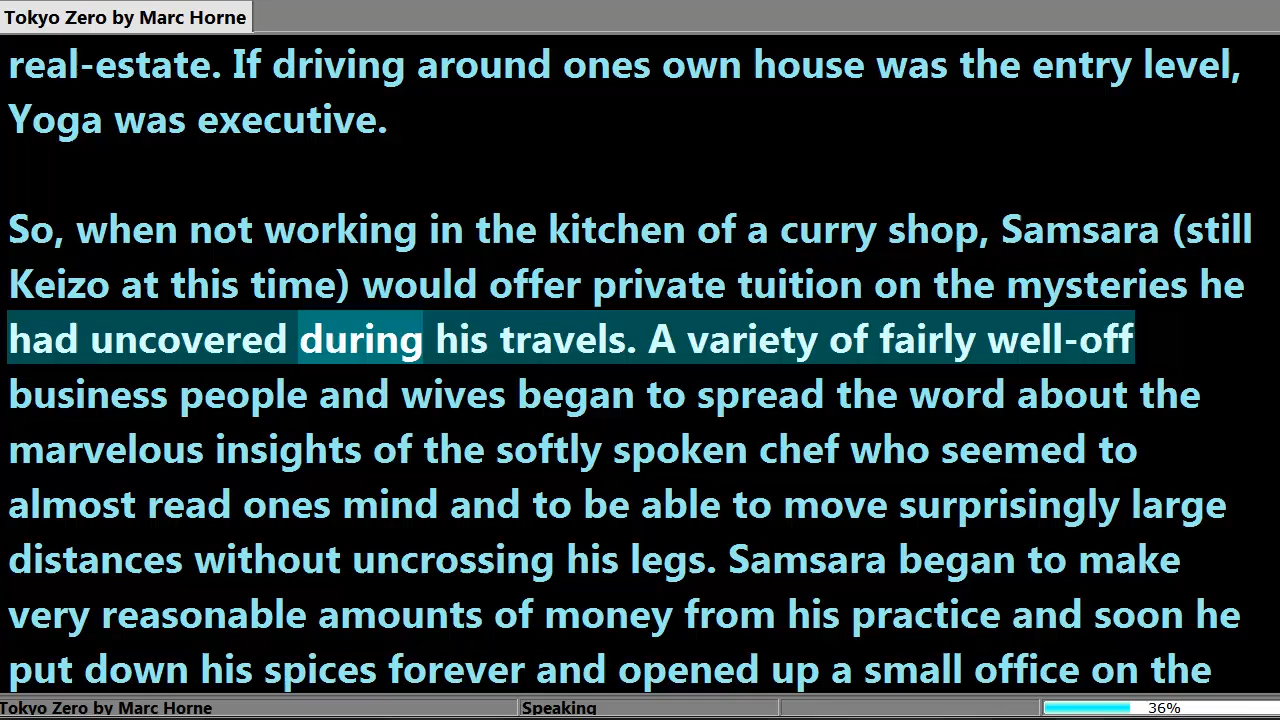 Tokyo Zero by Marc Horne
real-estate. If driving around ones own house was the entry level,
Yoga was executive.
So, when not working in the kitchen of a curry shop, Samsara (still
Keizo at this time) would offer private tuition on the mysteries he
had uncovered during his travels. A variety of fairly well-off
business people and wives began to spread the word about the
marvelous insights of the softly spoken chef who seemed to
almost read ones mind and to be able to move surprisingly large
distances without uncrossing his legs. Samsara began to make
very reasonable amounts of money from his practice and soon he
put down his spices forever and opened up a small office on the
Tokyo Zero by Marc Horne Speaking 36%